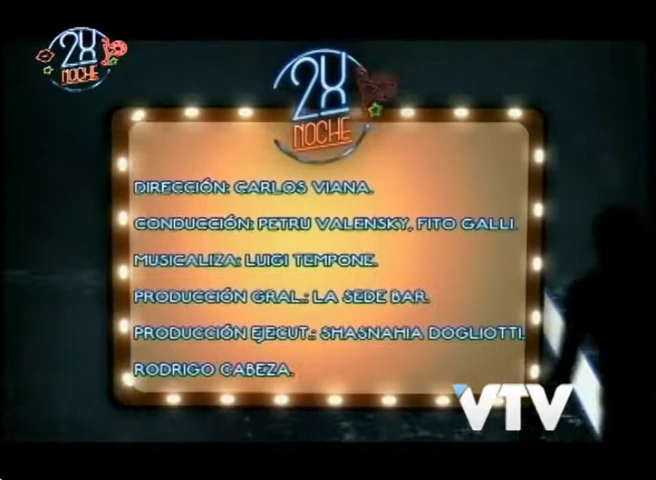 2X
NOCHE
2X
NOCHE
DIRECCIÓN: CARLOS VIANA.
CONDUCCIÓN: PETRU VALENSKY, FITO GALLI.
MUSICALIZA: LUIGI TEMPONE.
PRODUCCIÓN GRAL.: LA SEDE BAR.
PRODUCCIÓN EJECUT.: SHASNAHIA DOGLIOTTI.
RODRIGO CABEZA.
VTV